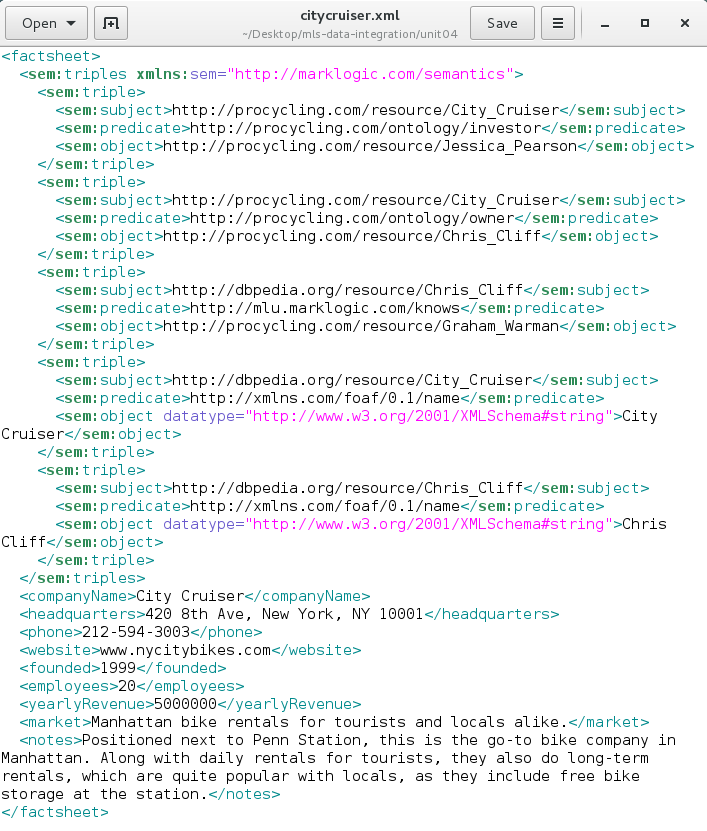 Open
citycruiser.xml
~/Desktop/mls-data-integration/unit04
Save
<factsheet>
  <sem:triples xmlns:sem="http://marklogic.com/semantics">
    <sem:triple>
      <sem:subject>http://procycling.com/resource/City_Cruiser</sem:subject>
      <sem:predicate>http://procycling.com/ontology/investor</sem:predicate>
      <sem:object>http://procycling.com/resource/Jessica_Pearson</sem:object>
    </sem:triple>
    <sem:triple>
      <sem:subject>http://procycling.com/resource/City_Cruiser</sem:subject>
      <sem:predicate>http://procycling.com/ontology/owner</sem:predicate>
      <sem:object>http://procycling.com/resource/Chris_Cliff</sem:object>
    </sem:triple>
    <sem:triple>
      <sem:subject>http://dbpedia.org/resource/Chris_Cliff</sem:subject>
      <sem:predicate>http://mlu.marklogic.com/knows</sem:predicate>
      <sem:object>http://procycling.com/resource/Graham_Warman</sem:object>
    </sem:triple>
    <sem:triple>
      <sem:subject>http://dbpedia.org/resource/City_Cruiser</sem:subject>
      <sem:predicate>http://xmlns.com/foaf/0.1/name</sem:predicate>
      <sem:object datatype="http://www.w3.org/2001/XMLSchema#string">City
Cruiser</sem:object>
    </sem:triple>
    <sem:triple>
      <sem:subject>http://dbpedia.org/resource/Chris_Cliff</sem:subject>
      <sem:predicate>http://xmlns.com/foaf/0.1/name</sem:predicate>
      <sem:object datatype="http://www.w3.org/2001/XMLSchema#string">Chris
Cliff</sem:object>
    </sem:triple>
  </sem:triples>
  <companyName>City Cruiser</companyName>
  <headquarters>420 8th Ave, New York, NY 10001</headquarters>
  <phone>212-594-3003</phone>
  <website>www.nycitybikes.com</website>
  <founded>1999</founded>
  <employees>20</employees>
  <yearlyRevenue>5000000</yearlyRevenue>
  <market>Manhattan bike rentals for tourists and locals alike.</market>
  <notes>Positioned next to Penn Station, this is the go-to bike company in
Manhattan. Along with daily rentals for tourists, they also do long-term
rentals, which are quite popular with locals, as they include free bike
storage at the station.</notes>
</factsheet>